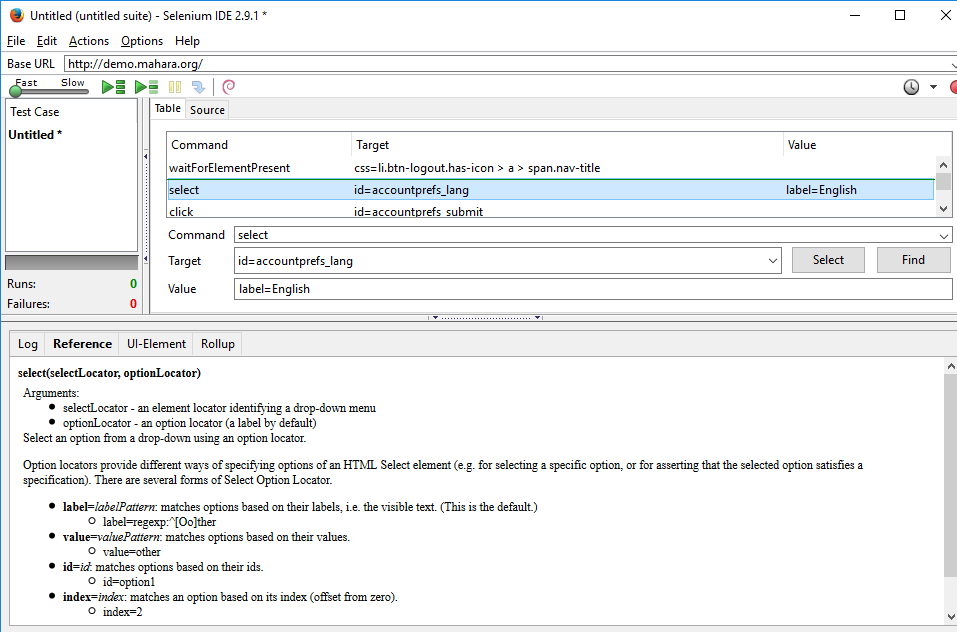 Untitled (untitled suite) - Selenium IDE 2.9.1 *
File Edit Actions Options Help
Base URL http://demo.mahara.org/
Fast Slow
Test Case
Untitled *
Runs: 0
Failures: 0
Table Source
Command Target Value
waitForElementPresent css=li.btn-logout.has-icon > a > span.nav-title
select id=accountprefs_lang label=English
click id=accountprefs_submit
Command select
Target id=accountprefs_lang Select Find
Value label=English
Log Reference UI-Element Rollup
select(selectLocator, optionLocator)
Arguments:
selectLocator - an element locator identifying a drop-down menu
optionLocator - an option locator (a label by default)
Select an option from a drop-down using an option locator.
Option locators provide different ways of specifying options of an HTML Select element (e.g. for selecting a specific option, or for asserting that the selected option satisfies a
specification). There are several forms of Select Option Locator.
label=labelPattern: matches options based on their labels, i.e. the visible text. (This is the default.)
label=regexp:^[Oo]ther
value=valuePattern: matches options based on their values.
value=other
id=id: matches options based on their ids.
id=option1
index=index: matches an option based on its index (offset from zero).
index=2